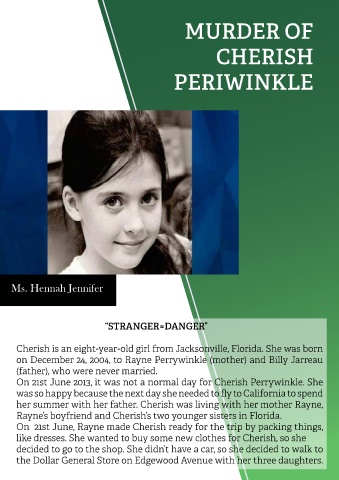 MURDER OF
CHERISH
PERIWINKLE
Ms. Hennah Jennifer
"STRANGER=DANGER"
Cherish is an eight-year-old girl from Jacksonville, Florida. She was born
on December 24, 2004, to Rayne Perrywinkle (mother) and Billy Jarreau
(father), who were never married.
On 21st June 2013, it was not a normal day for Cherish Perrywinkle. She
was so happy because the next day she needed to fly to California to spend
her summer with her father. Cherish was living with her mother Rayne,
Rayne's boyfriend and Cherish's two younger sisters in Florida.
On 21st June, Rayne made Cherish ready for the trip by packing things,
like dresses. She wanted to buy some new clothes for Cherish, so she
decided to go to the shop. She didn't have a car, so she decided to walk to
the Dollar General Store on Edgewood Avenue with her three daughters.